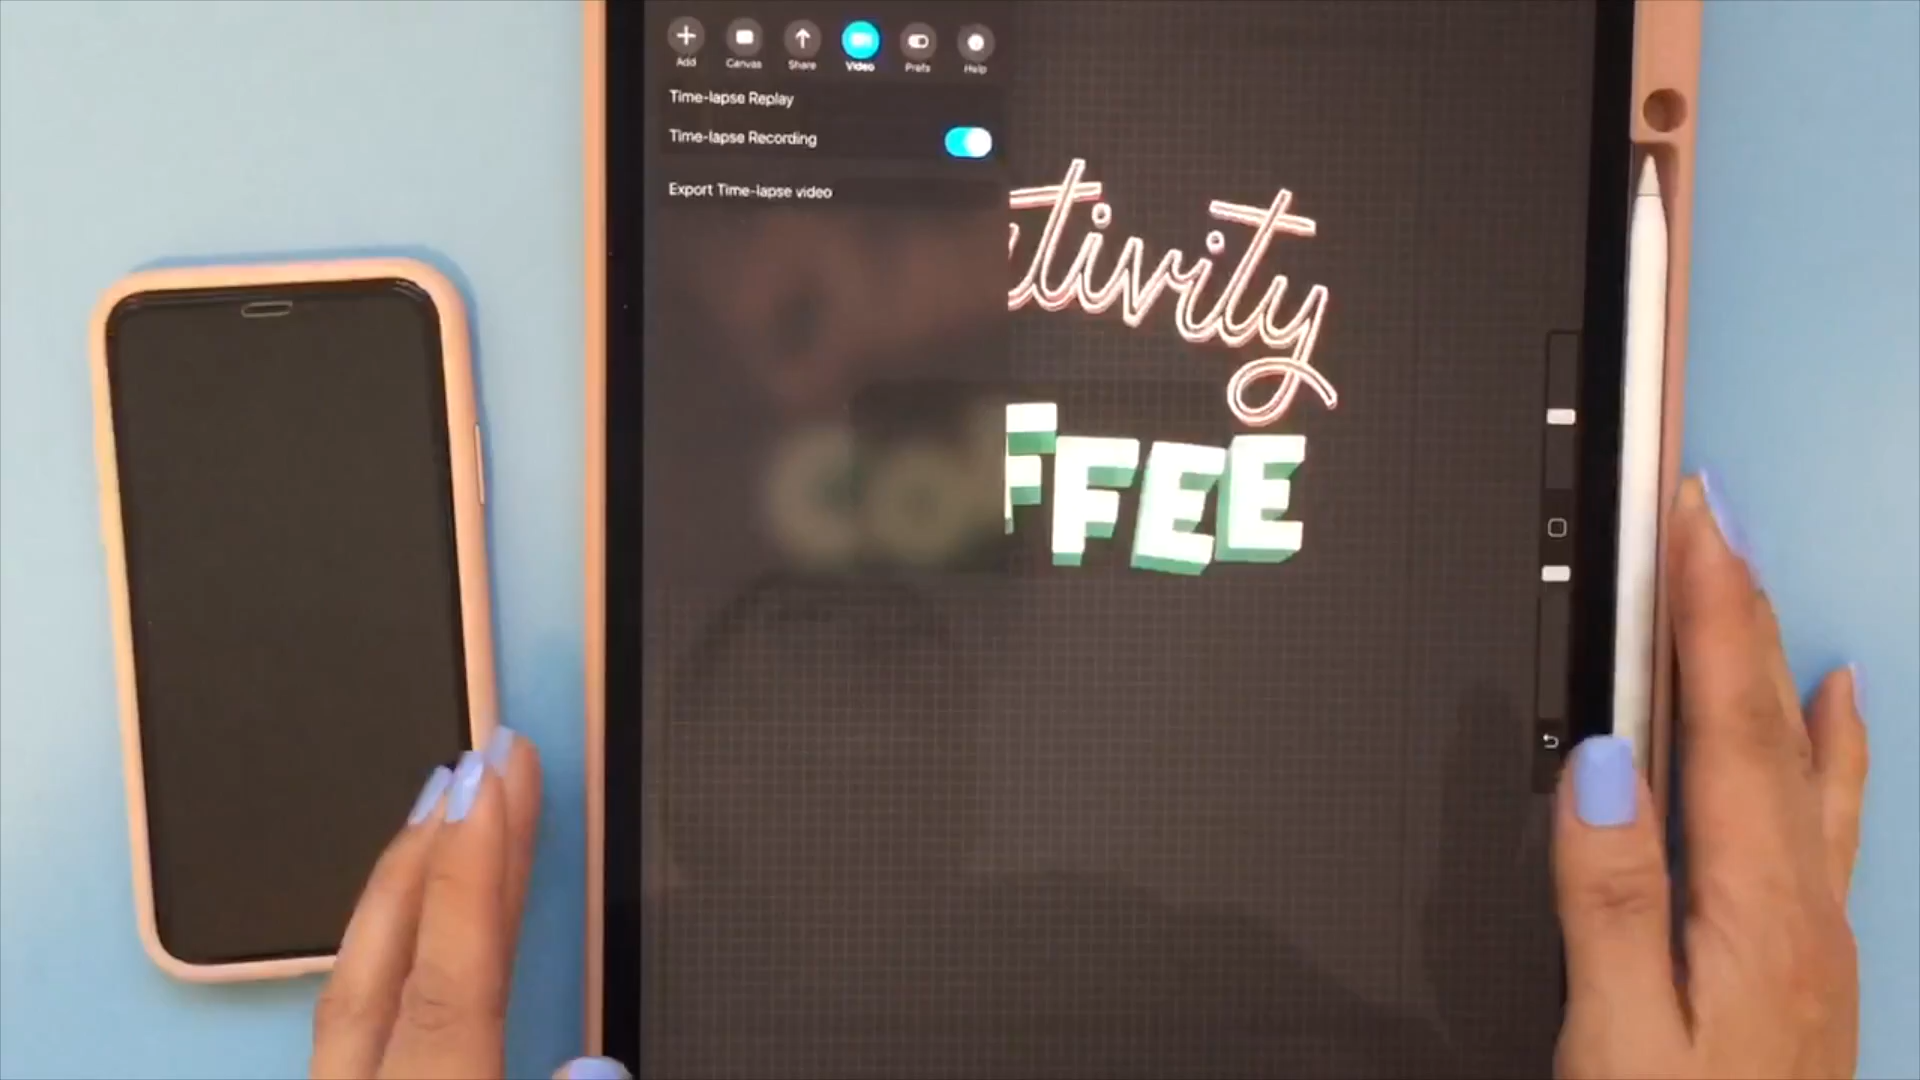 Add Canvas Share Video Prefs Help
Time-lapse Replay
Time-lapse Recording
Export Time-lapse video
tivity
FFEE